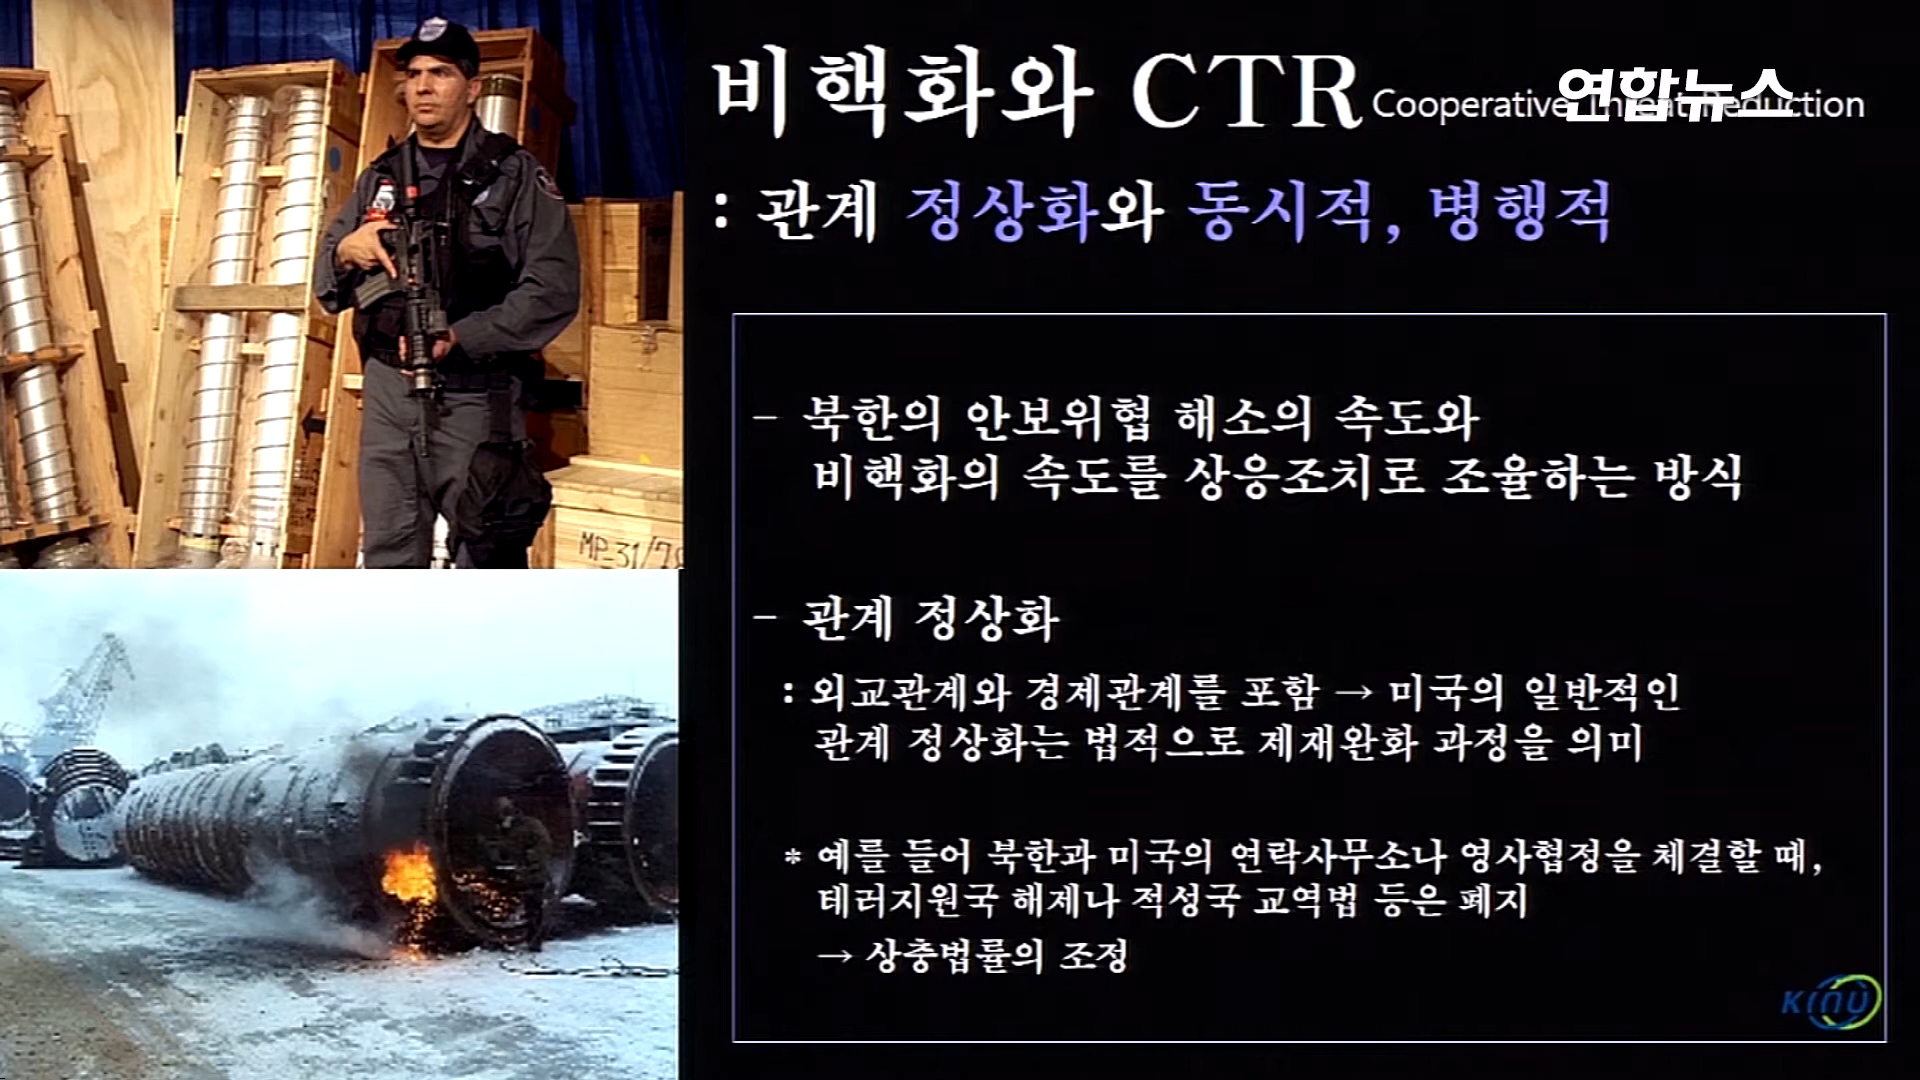 비핵화와 CTR Cooperative Threat Reduction
연합뉴스
: 관계 정상화와 동시적, 병행적
- 북한의 안보위협 해소의 속도와
비핵화의 속도를 상응조치로 조율하는 방식
- 관계 정상화
: 외교관계와 경제관계를 포함 → 미국의 일반적인
관계 정상화는 법적으로 제재완화 과정을 의미
* 예를 들어 북한과 미국의 연락사무소나 영사협정을 체결할 때,
테러지원국 해제나 적성국 교역법 등은 폐지
→ 상충법률의 조정
MP-31/78
KINU